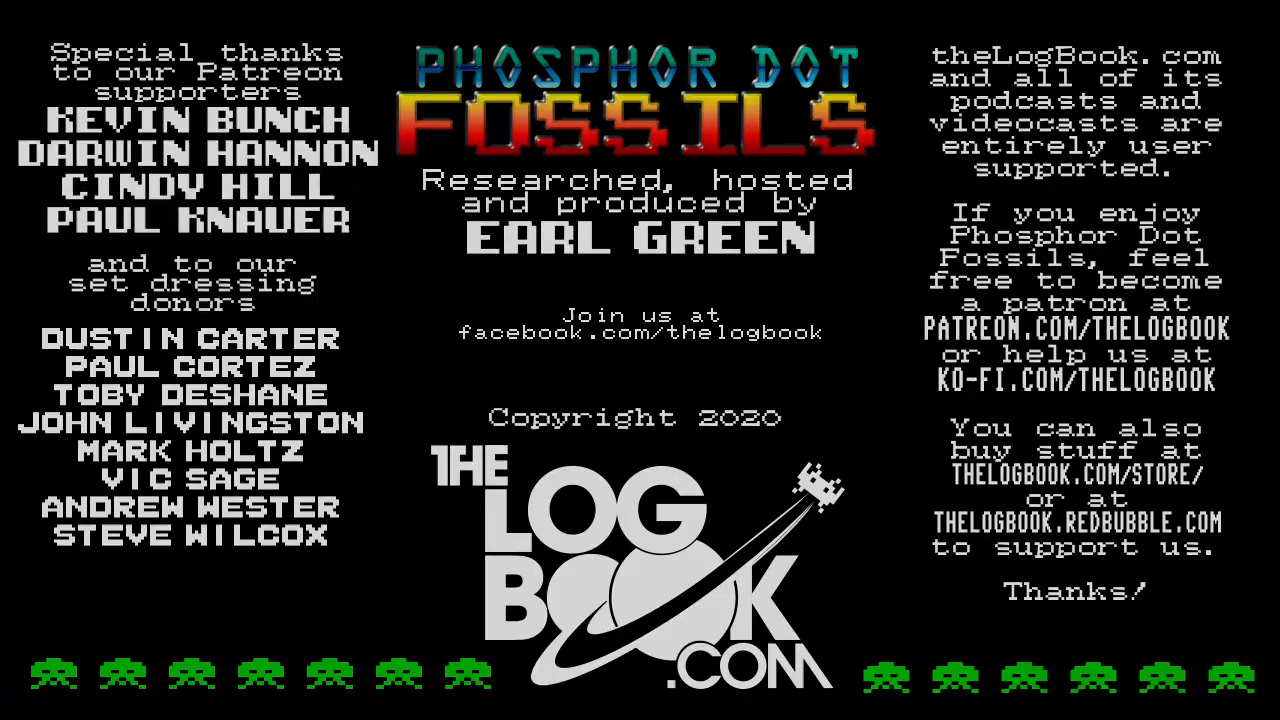 Special thanks
to our Patreon
supporters
KEVIN BUNCH
DARWIN HANNON
CINDY HILL
PAUL KNAUER
and to our
set dressing
donors
DUSTIN CARTER
PAUL CORTEZ
TOBY DESHANE
JOHN LIVINGSTON
MARK HOLTZ
VIC SAGE
ANDREW WESTER
STEVE WILCOX
PHOSPHOR DOT
FOSSILS
Researched, hosted
and produced by
EARL GREEN
Join us at
facebook.com/thelogbook
Copyright 2020
THE
LOG
BOOK
.COM
theLogBook.com
and all of its
podcasts and
videocasts are
entirely user
supported.
If you enjoy
Phosphor Dot
Fossils, feel
free to become
a patron at
PATREON.COM/THELOGBOOK
or help us at
KO-FI.COM/THELOGBOOK
You can also
buy stuff at
THELOGBOOK.COM/STORE/
or at
THELOGBOOK.REDBUBBLE.COM
to support us.
Thanks!